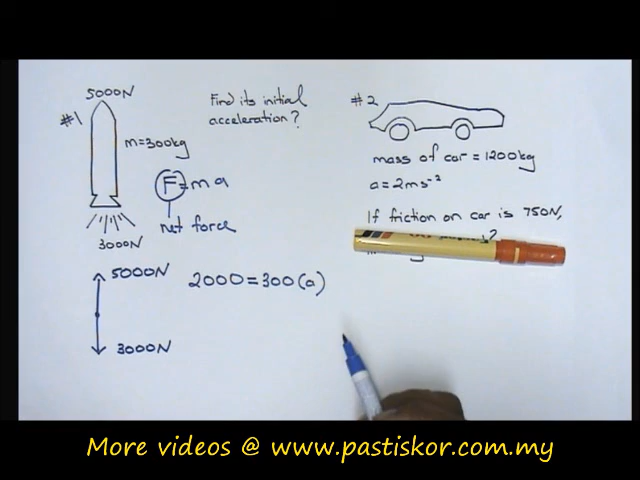 5000N
#1
m=300kg
3000N
Find its initial
acceleration?
F=ma
net force
5000N
3000N
2000=300(a)
#2
mass of car = 1200kg
a=2ms⁻²
If friction on car is 750N,
?
More videos @ www.pastiskor.com.my